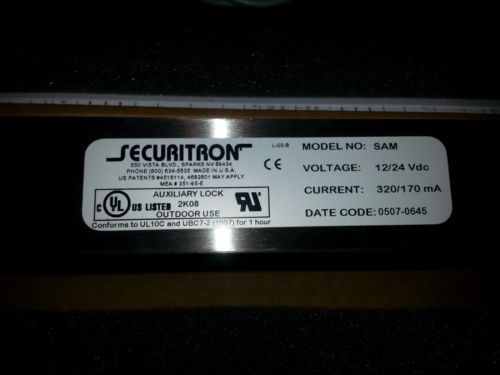 SECURITRON
550 VISTA BLVD., SPARKS NV 89434
PHONE (800) 624-5625 MADE IN U.S.A.
US PATENTS #4516114, 4682801 MAY APPLY
MEA # 251-95-E
L-03-B
CE
MODEL NO: SAM
VOLTAGE: 12/24 Vdc
CURRENT: 320/170 mA
DATE CODE: 0507-0645
AUXILIARY LOCK
C UL US LISTED 2K08
OUTDOOR USE
Conforms to UL10C and UBC7-2 (1997) for 1 hour